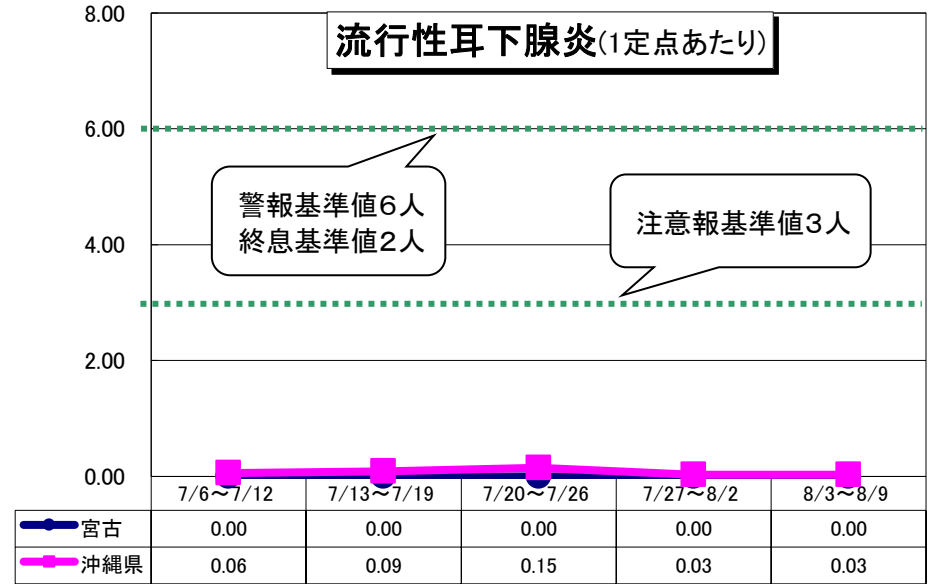 流行性耳下腺炎(1定点あたり)
8.00
6.00
警報基準値6人
終息基準値2人
注意報基準値3人
4.00
2.00
0.00
7/6～7/12 7/13～7/19 7/20～7/26 7/27～8/2 8/3～8/9
宮古 0.00 0.00 0.00 0.00 0.00
沖縄県 0.06 0.09 0.15 0.03 0.03